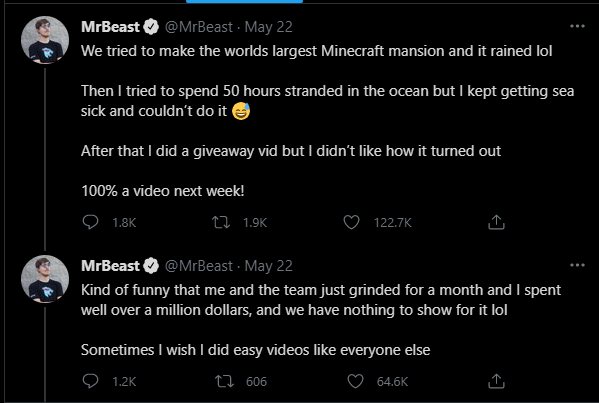 MrBeast @MrBeast · May 22
We tried to make the worlds largest Minecraft mansion and it rained lol
Then I tried to spend 50 hours stranded in the ocean but I kept getting sea
sick and couldn't do it 😅
After that I did a giveaway vid but I didn't like how it turned out
100% a video next week!
1.8K 1.9K 122.7K
MrBeast @MrBeast · May 22
Kind of funny that me and the team just grinded for a month and I spent
well over a million dollars, and we have nothing to show for it lol
Sometimes I wish I did easy videos like everyone else
1.2K 606 64.6K